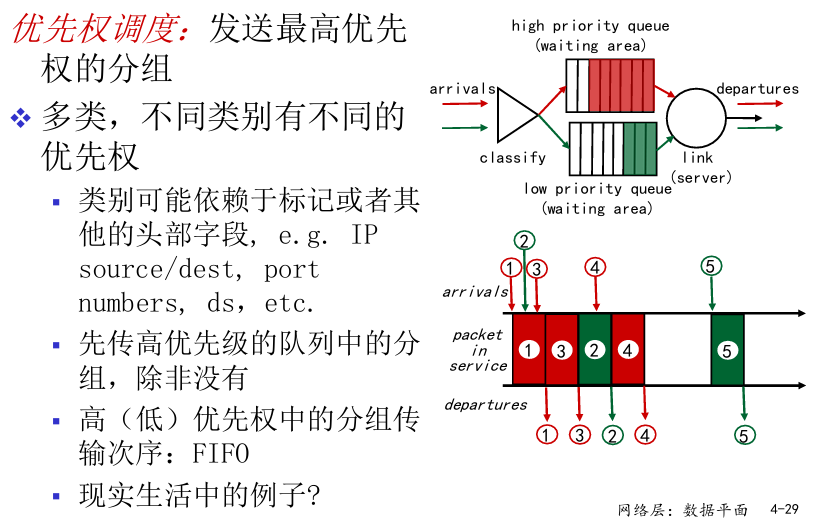 优先权调度：发送最高优先
权的分组
多类，不同类别有不同的
优先权
类别可能依赖于标记或者其
他的头部字段, e.g. IP
source/dest, port
numbers, ds, etc.
先传高优先级的队列中的分
组，除非没有
高（低）优先权中的分组传
输次序：FIFO
现实生活中的例子?
high priority queue
(waiting area)
arrivals
departures
classify
link
(server)
low priority queue
(waiting area)
2
1 3 4 5
arrivals
packet
in
service
1 3 2 4 5
departures
1 3 2 4 5
网络层：数据平面 4-29